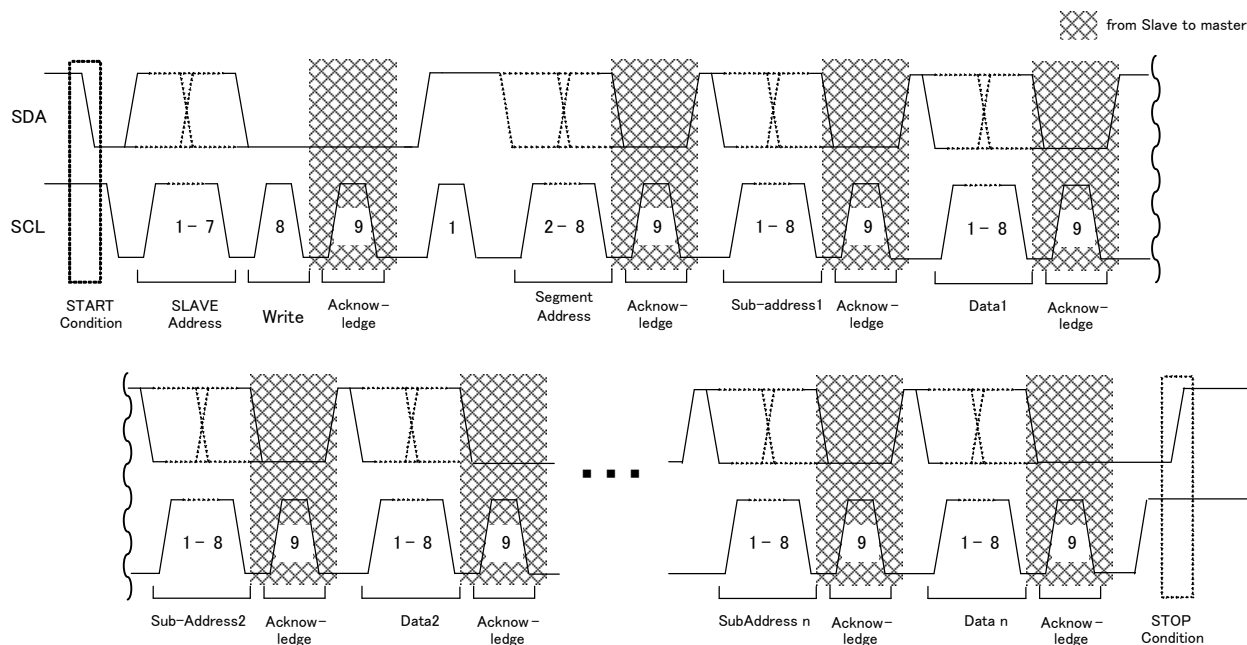 from Slave to master
SDA
SCL
1-7
8
9
1
2-8
9
1-8
9
1-8
9
START
Condition
SLAVE
Address
Write
Acknow-
ledge
Segment
Address
Acknow-
ledge
Sub-address1
Acknow-
ledge
Data1
Acknow-
ledge
1-8
9
1-8
9
1-8
9
1-8
9
Sub-Address2
Acknow-
ledge
Data2
Acknow-
ledge
SubAddress n
Acknow-
ledge
Data n
Acknow-
ledge
STOP
Condition